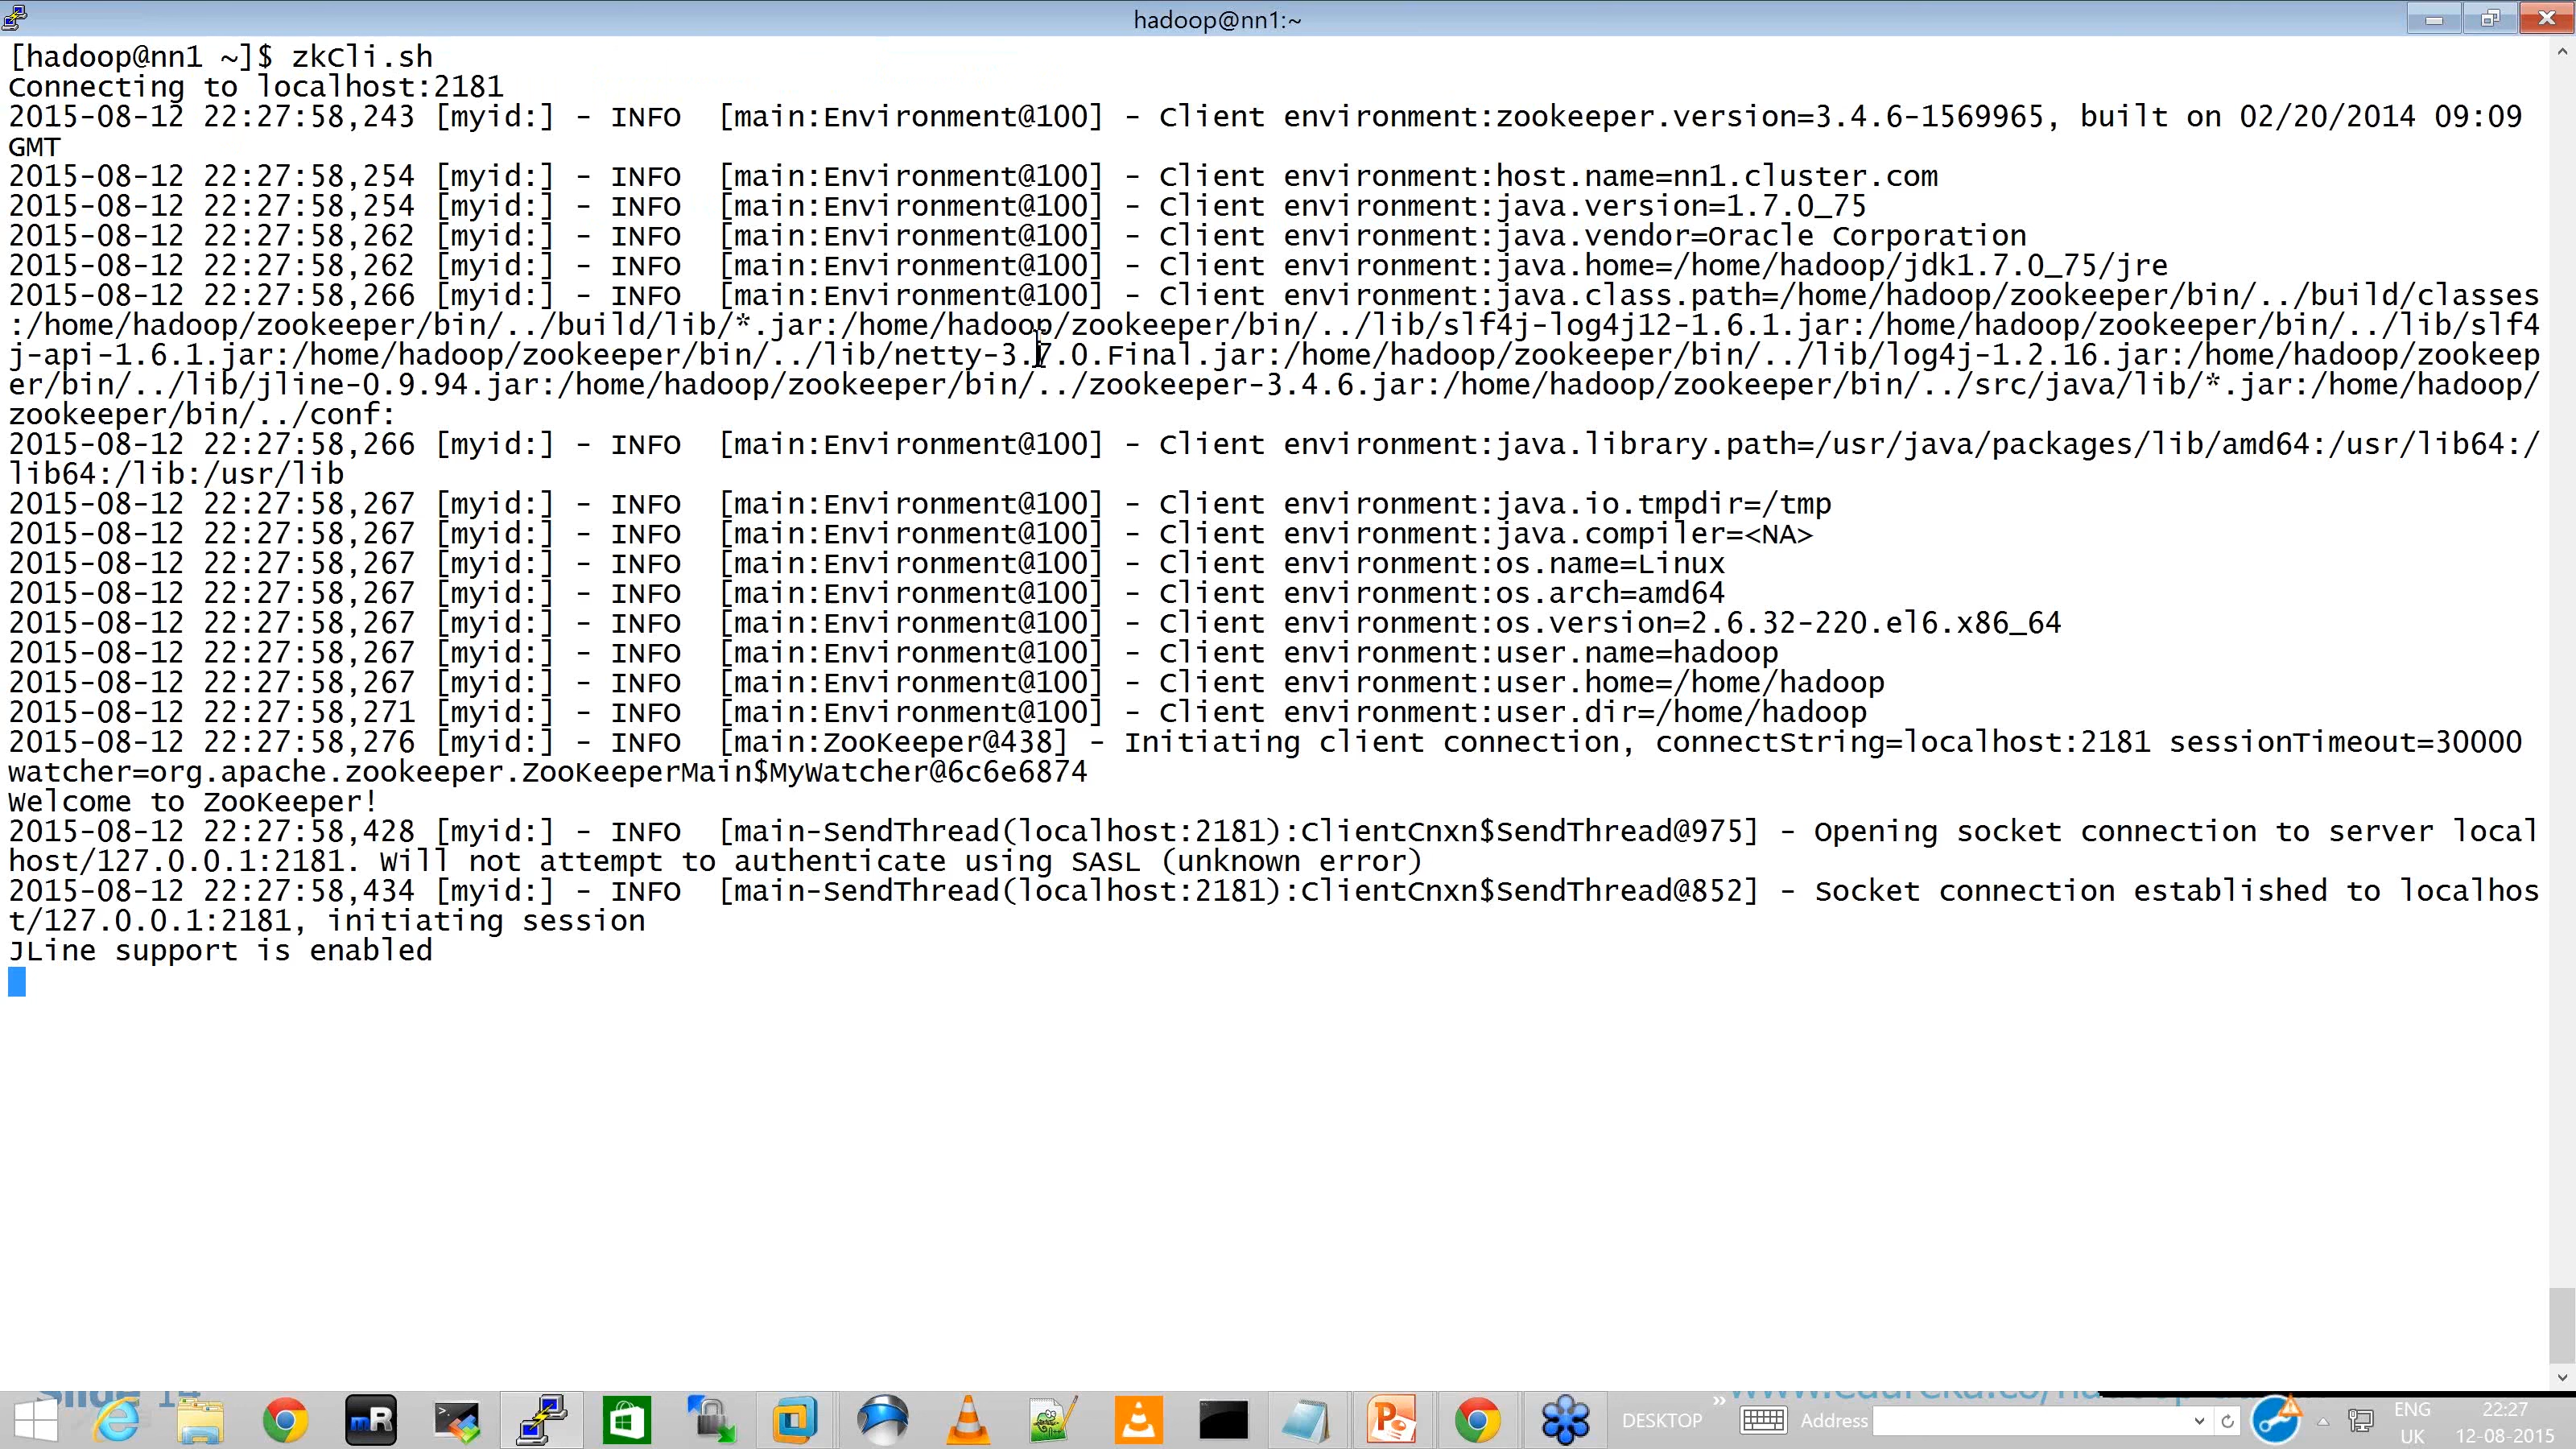 hadoop@nn1:~
[hadoop@nn1 ~]$ zkCli.sh
Connecting to localhost:2181
2015-08-12 22:27:58,243 [myid:] - INFO  [main:Environment@100] - Client environment:zookeeper.version=3.4.6-1569965, built on 02/20/2014 09:09
GMT
2015-08-12 22:27:58,254 [myid:] - INFO  [main:Environment@100] - Client environment:host.name=nn1.cluster.com
2015-08-12 22:27:58,254 [myid:] - INFO  [main:Environment@100] - Client environment:java.version=1.7.0_75
2015-08-12 22:27:58,262 [myid:] - INFO  [main:Environment@100] - Client environment:java.vendor=Oracle Corporation
2015-08-12 22:27:58,262 [myid:] - INFO  [main:Environment@100] - Client environment:java.home=/home/hadoop/jdk1.7.0_75/jre
2015-08-12 22:27:58,266 [myid:] - INFO  [main:Environment@100] - Client environment:java.class.path=/home/hadoop/zookeeper/bin/../build/classes
:/home/hadoop/zookeeper/bin/../build/lib/*.jar:/home/hadoop/zookeeper/bin/../lib/slf4j-log4j12-1.6.1.jar:/home/hadoop/zookeeper/bin/../lib/slf4
j-api-1.6.1.jar:/home/hadoop/zookeeper/bin/../lib/netty-3.7.0.Final.jar:/home/hadoop/zookeeper/bin/../lib/log4j-1.2.16.jar:/home/hadoop/zookeep
er/bin/../lib/jline-0.9.94.jar:/home/hadoop/zookeeper/bin/../zookeeper-3.4.6.jar:/home/hadoop/zookeeper/bin/../src/java/lib/*.jar:/home/hadoop/
zookeeper/bin/../conf:
2015-08-12 22:27:58,266 [myid:] - INFO  [main:Environment@100] - Client environment:java.library.path=/usr/java/packages/lib/amd64:/usr/lib64:/
lib64:/lib:/usr/lib
2015-08-12 22:27:58,267 [myid:] - INFO  [main:Environment@100] - Client environment:java.io.tmpdir=/tmp
2015-08-12 22:27:58,267 [myid:] - INFO  [main:Environment@100] - Client environment:java.compiler=<NA>
2015-08-12 22:27:58,267 [myid:] - INFO  [main:Environment@100] - Client environment:os.name=Linux
2015-08-12 22:27:58,267 [myid:] - INFO  [main:Environment@100] - Client environment:os.arch=amd64
2015-08-12 22:27:58,267 [myid:] - INFO  [main:Environment@100] - Client environment:os.version=2.6.32-220.el6.x86_64
2015-08-12 22:27:58,267 [myid:] - INFO  [main:Environment@100] - Client environment:user.name=hadoop
2015-08-12 22:27:58,267 [myid:] - INFO  [main:Environment@100] - Client environment:user.home=/home/hadoop
2015-08-12 22:27:58,271 [myid:] - INFO  [main:Environment@100] - Client environment:user.dir=/home/hadoop
2015-08-12 22:27:58,276 [myid:] - INFO  [main:ZooKeeper@438] - Initiating client connection, connectString=localhost:2181 sessionTimeout=30000
watcher=org.apache.zookeeper.ZooKeeperMain$MyWatcher@6c6e6874
Welcome to ZooKeeper!
2015-08-12 22:27:58,428 [myid:] - INFO  [main-SendThread(localhost:2181):ClientCnxn$SendThread@975] - Opening socket connection to server local
host/127.0.0.1:2181. Will not attempt to authenticate using SASL (unknown error)
2015-08-12 22:27:58,434 [myid:] - INFO  [main-SendThread(localhost:2181):ClientCnxn$SendThread@852] - Socket connection established to localhos
t/127.0.0.1:2181, initiating session
JLine support is enabled
Slide 14
mR
DESKTOP
Address
ENG
UK
22:27
12-08-2015